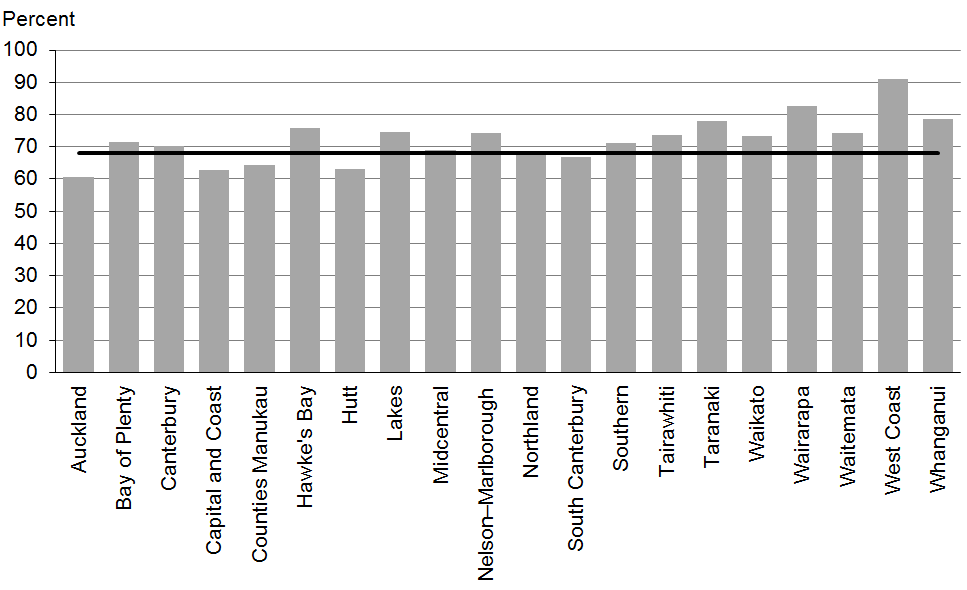 Percent
100
90
80
70
60
50
40
30
20
10
0
Auckland
Bay of Plenty
Canterbury
Capital and Coast
Counties Manukau
Hawke's Bay
Hutt
Lakes
Midcentral
Nelson–Marlborough
Northland
South Canterbury
Southern
Tairawhiti
Taranaki
Waikato
Wairarapa
Waitemata
West Coast
Whanganui